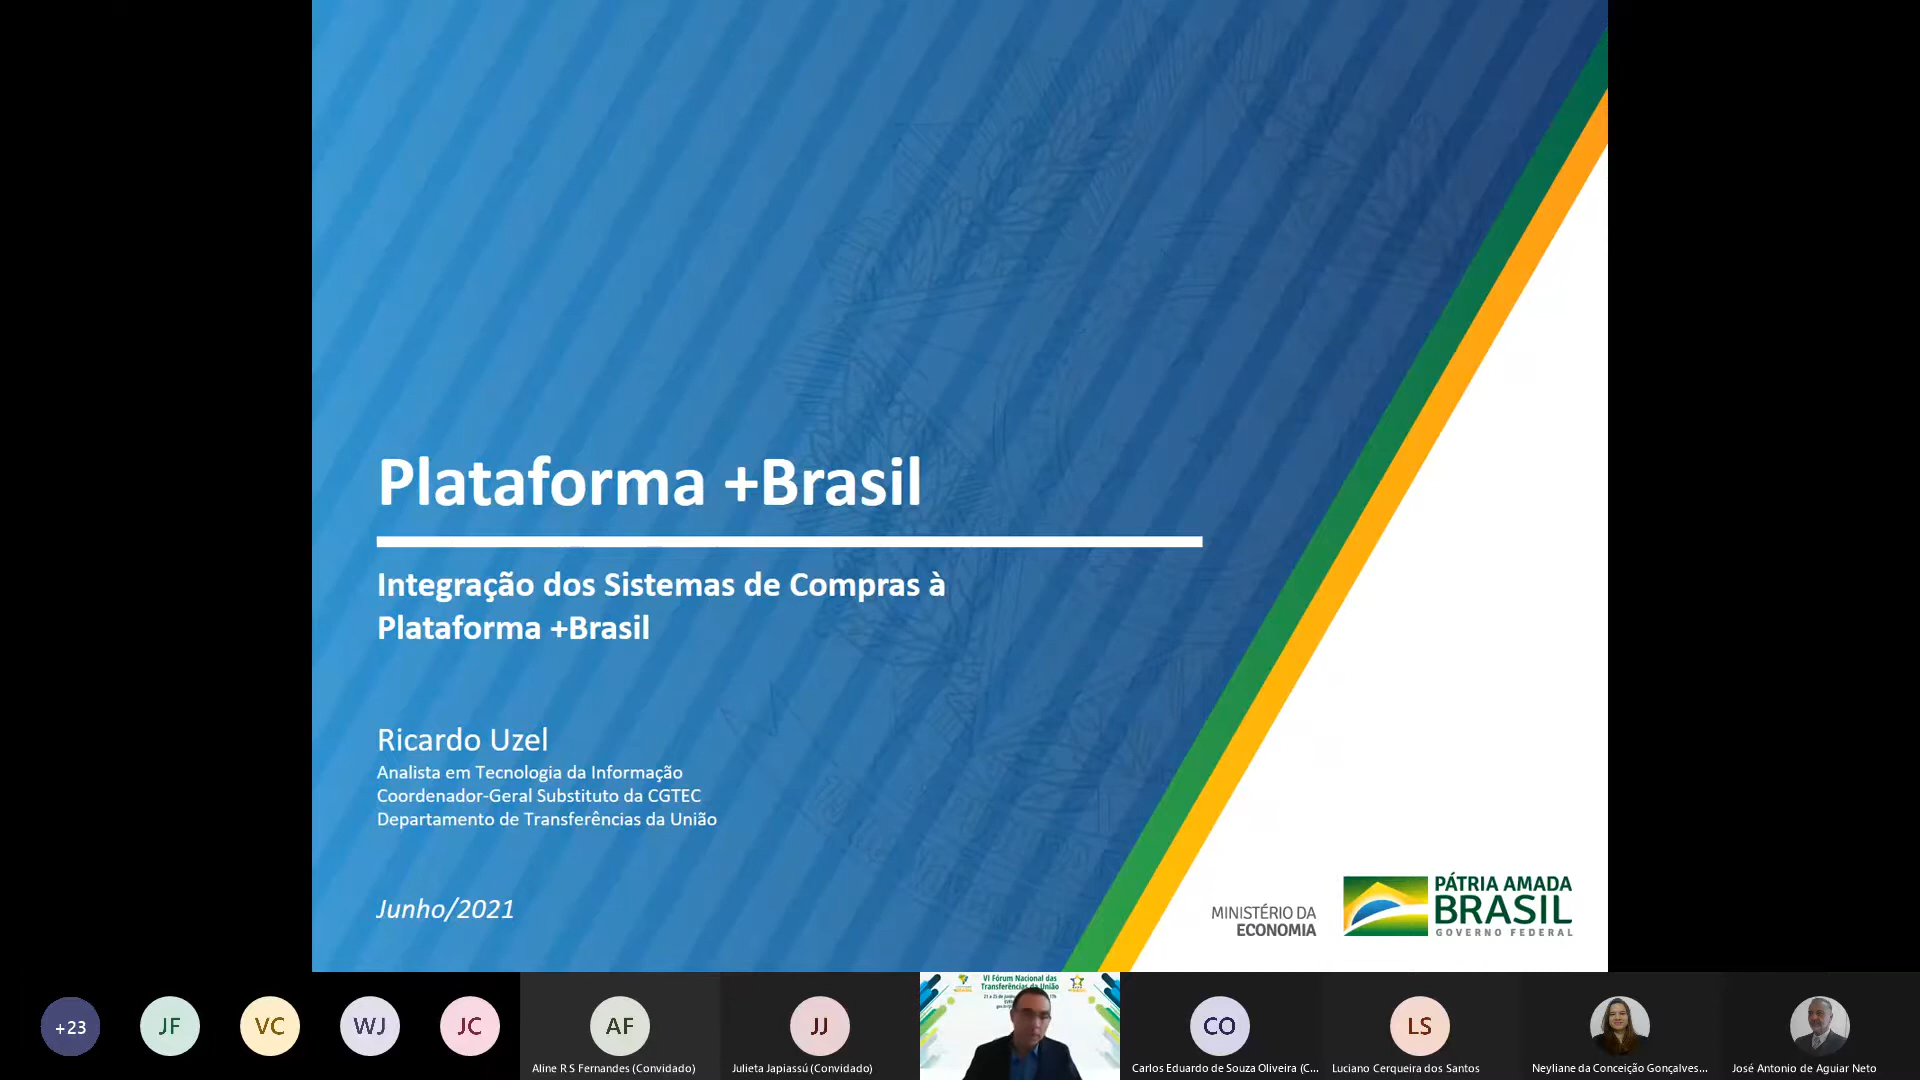 Plataforma +Brasil
Integração dos Sistemas de Compras à
Plataforma +Brasil
Ricardo Uzel
Analista em Tecnologia da Informação
Coordenador-Geral Substituto da CGTEC
Departamento de Transferências da União
Junho/2021
MINISTÉRIO DA
ECONOMIA
PÁTRIA AMADA
BRASIL
GOVERNO FEDERAL
+23
JF
VC
WJ
JC
AF
Aline R S Fernandes (Convidado)
JJ
Julieta Japiassú (Convidado)
VI Fórum Nacional das
Transferências da União
CO
Carlos Eduardo de Souza Oliveira (C...
LS
Luciano Cerqueira dos Santos
Neyliane da Conceição Gonçalves...
José Antonio de Aguiar Neto